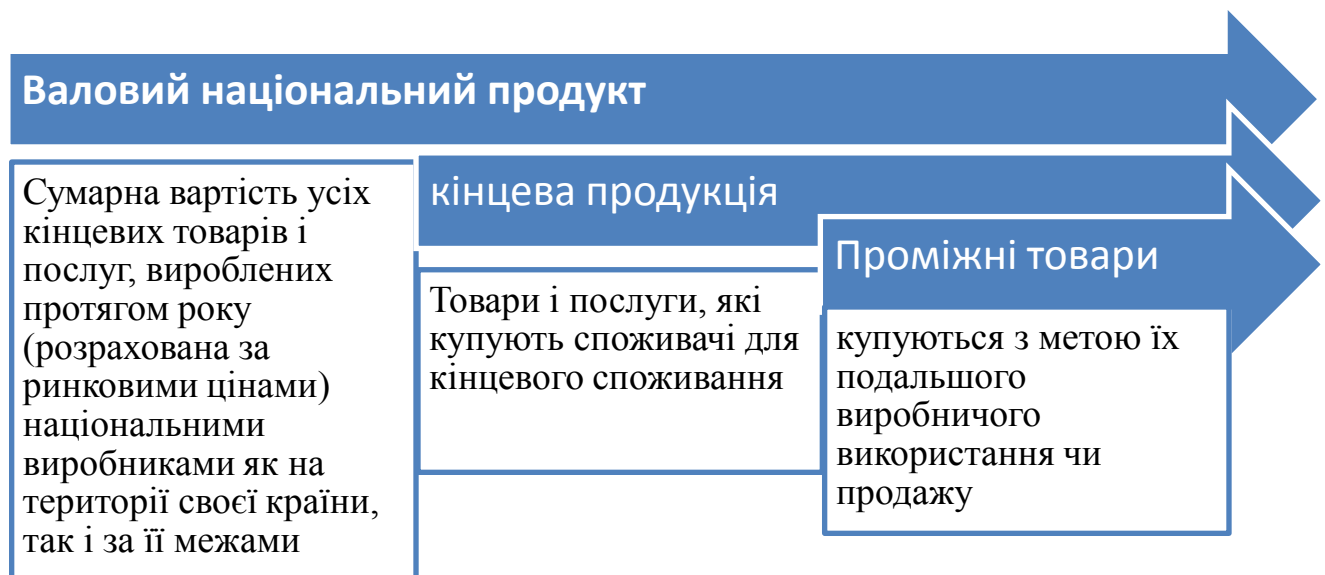 Валовий національний продукт
Сумарна вартість усіх
кінцевих товарів і
послуг, вироблених
протягом року
(розрахована за
ринковими цінами)
національними
виробниками як на
території своєї країни,
так і за її межами
кінцева продукція
Товари і послуги, які
купують споживачі для
кінцевого споживання
Проміжні товари
купуються з метою їх
подальшого
виробничого
використання чи
продажу